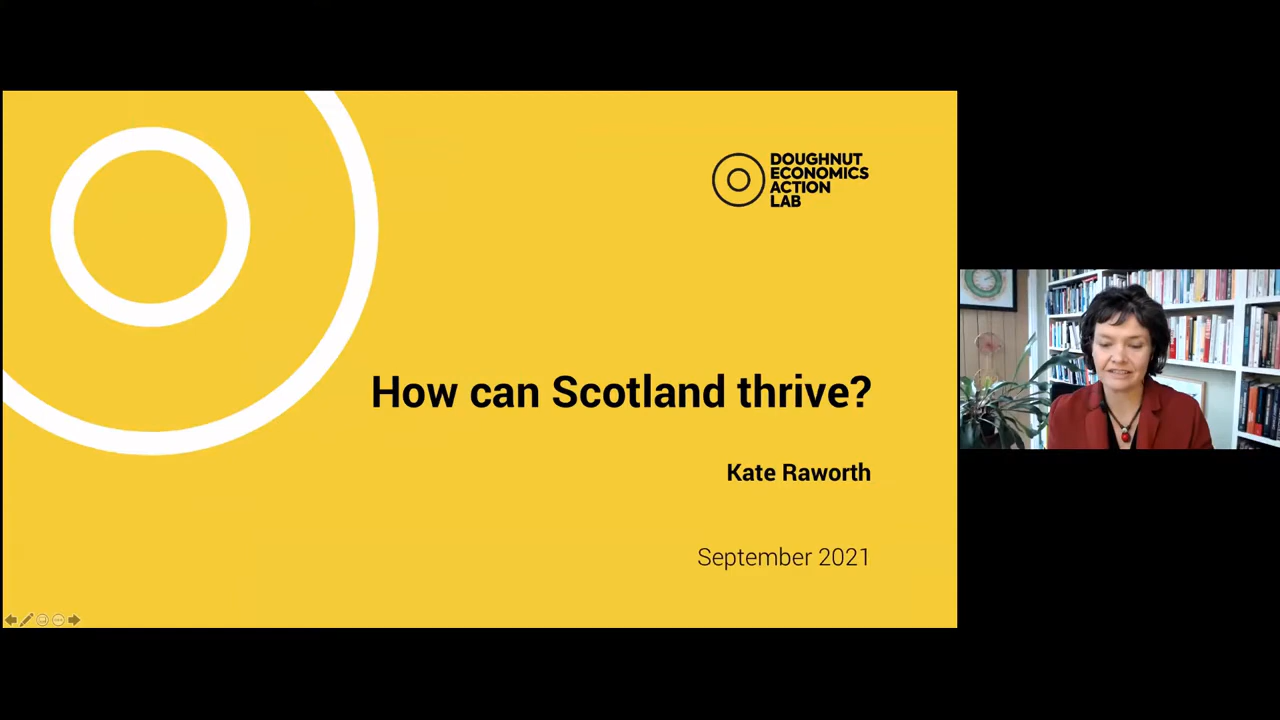 DOUGHNUT
ECONOMICS
ACTION
LAB
How can Scotland thrive?
Kate Raworth
September 2021